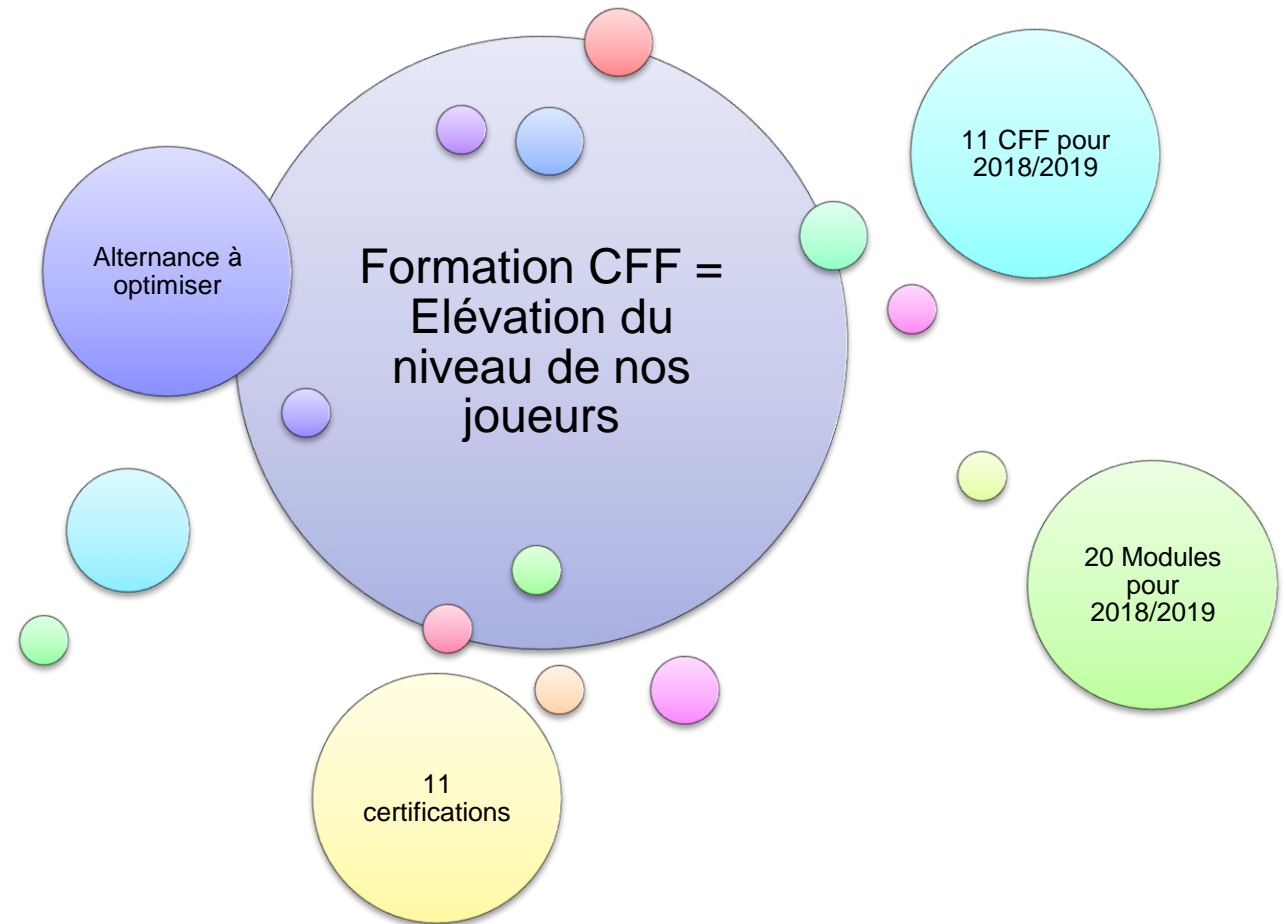 Formation CFF =
Elévation du
niveau de nos
joueurs
Alternance à
optimiser
11 CFF pour
2018/2019
20 Modules
pour
2018/2019
11
certifications